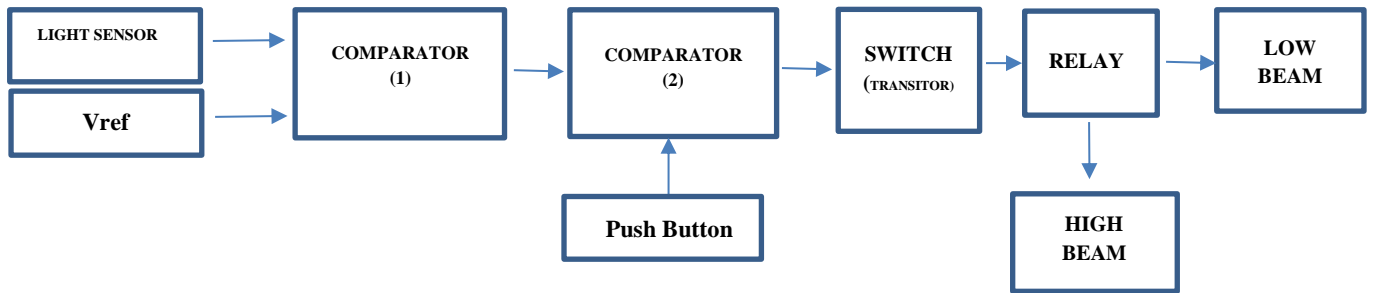 LIGHT SENSOR
Vref
COMPARATOR
(1)
COMPARATOR
(2)
Push Button
SWITCH
(TRANSITOR)
RELAY
LOW
BEAM
HIGH
BEAM